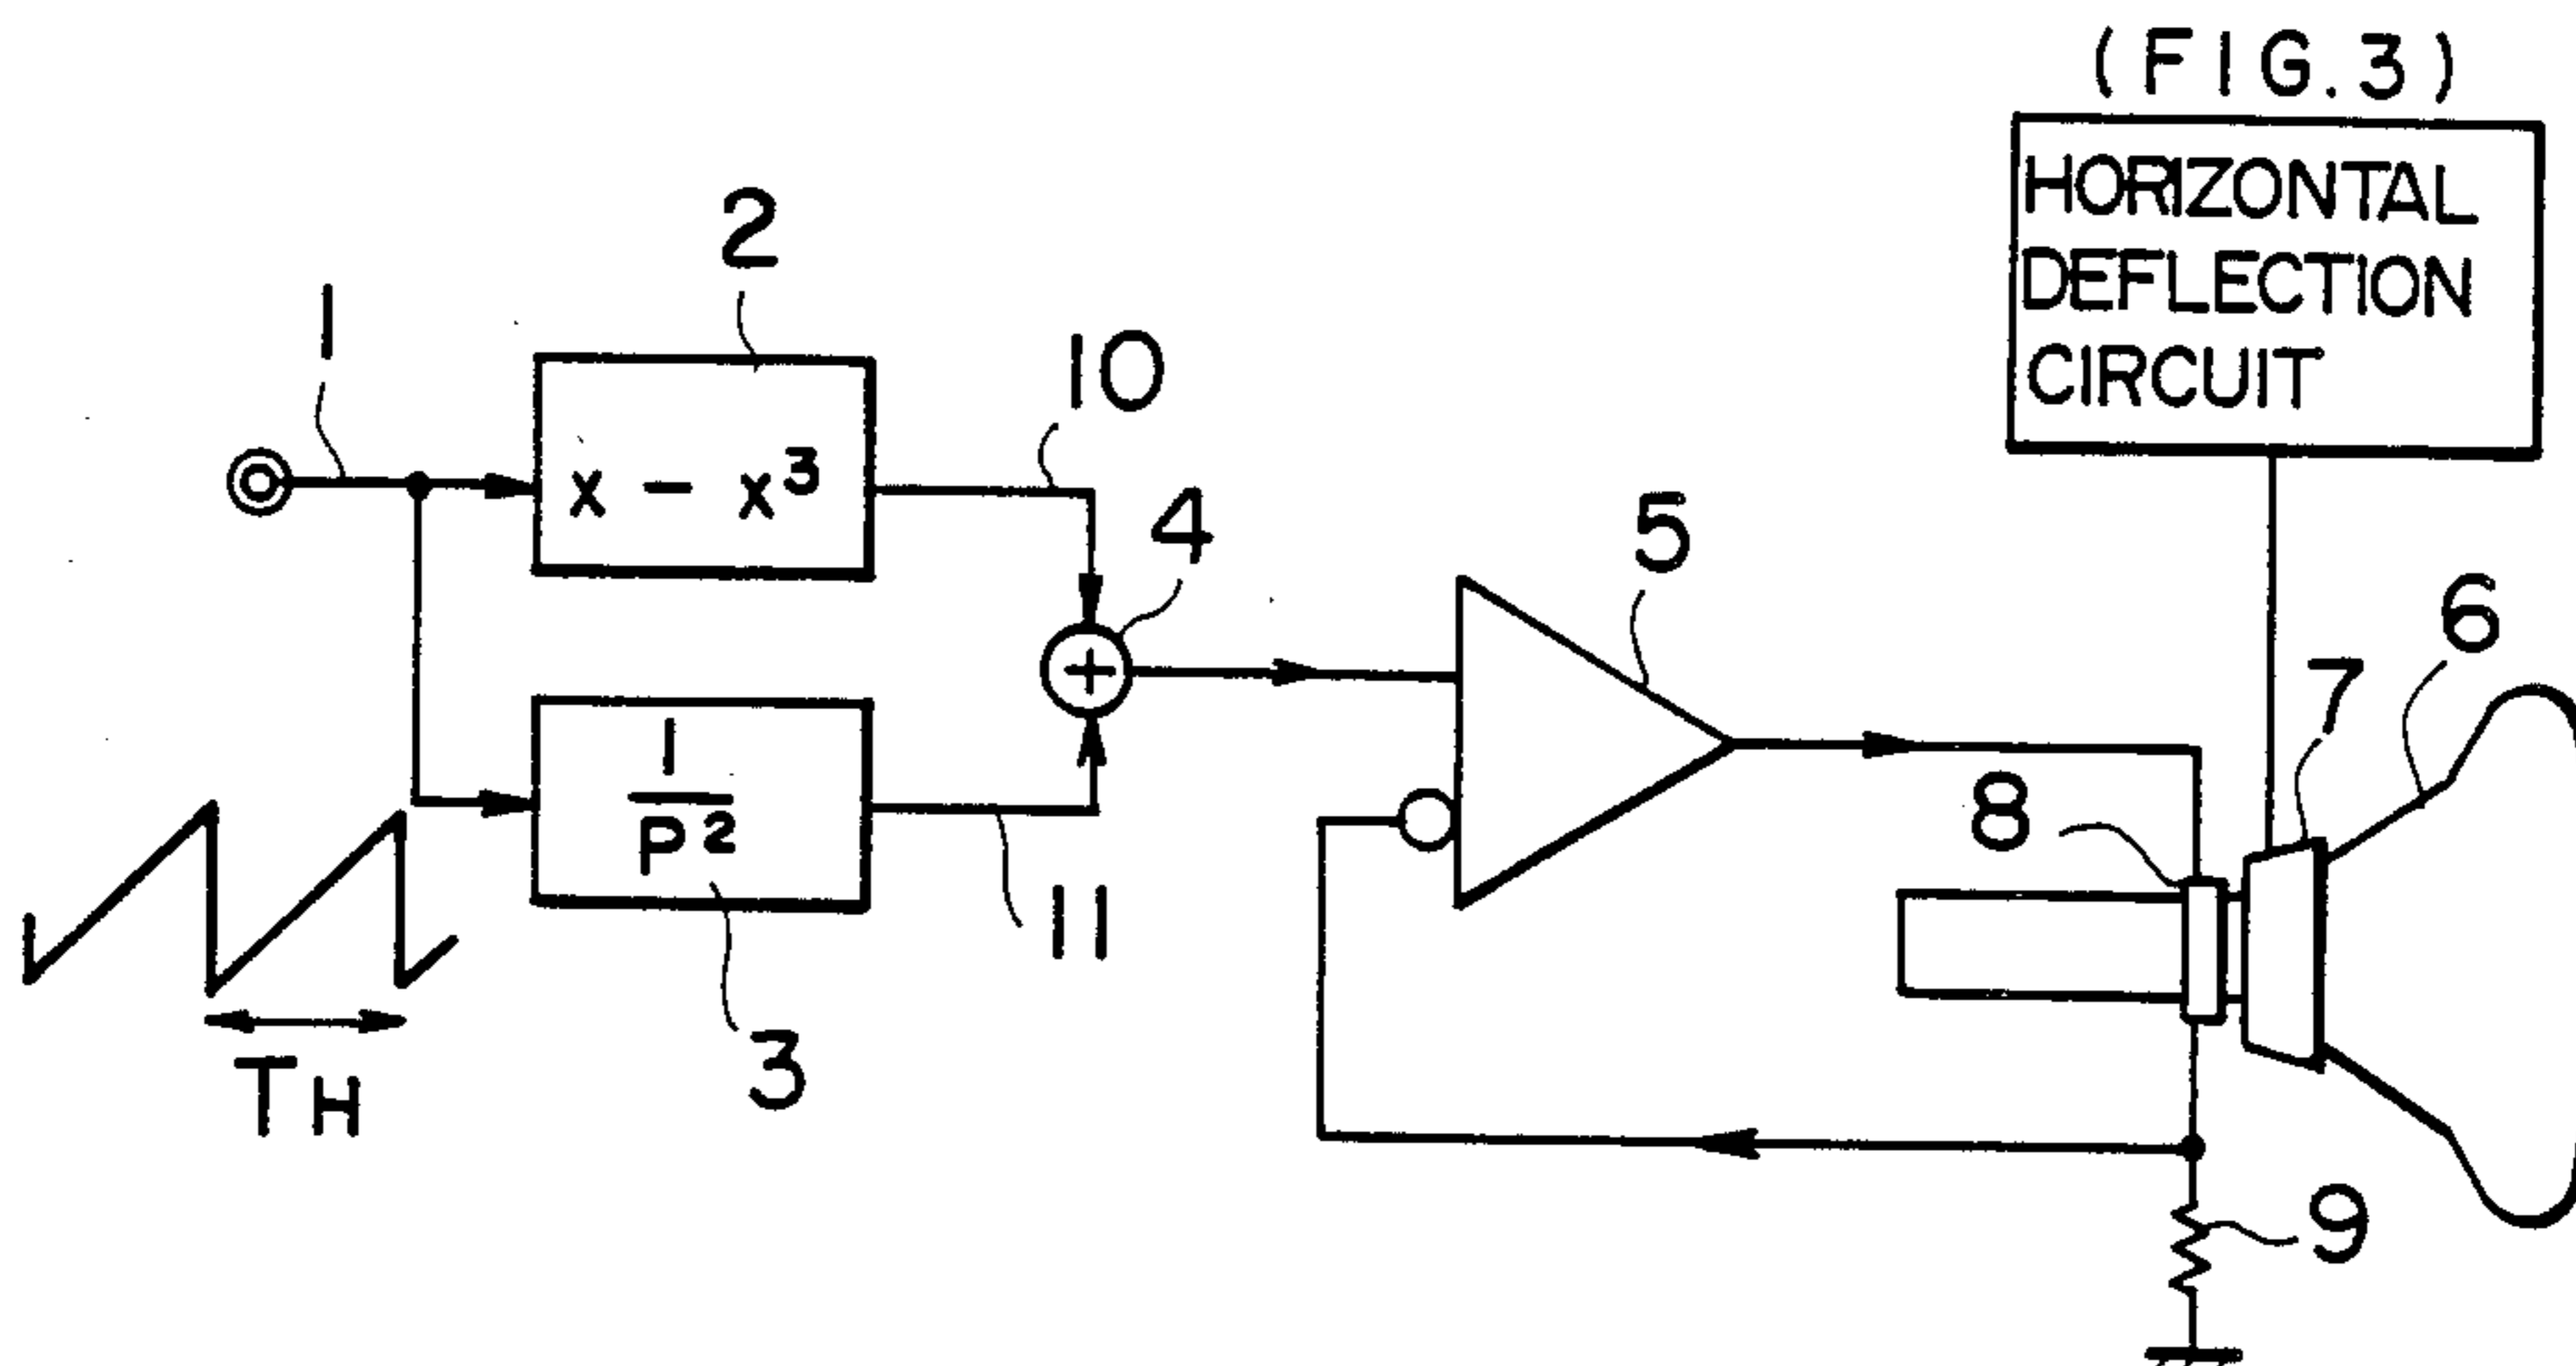 (FIG.3)
HORIZONTAL
DEFLECTION
CIRCUIT
2
1
10
x - x³
4
5
6
7
1
P²
8
11
3
TH
9